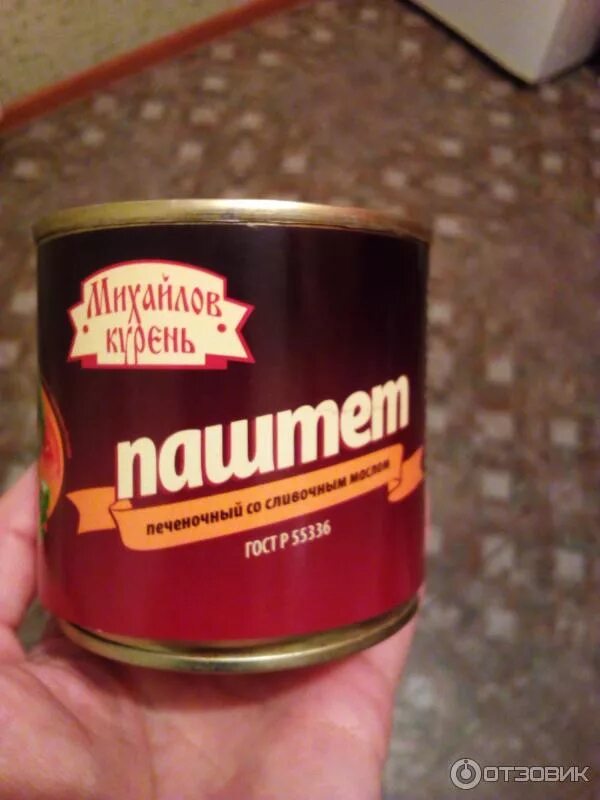 Михайлов
курень
паштет
печеночный со сливочным маслом
ГОСТ Р 55336
ОТЗОВИК